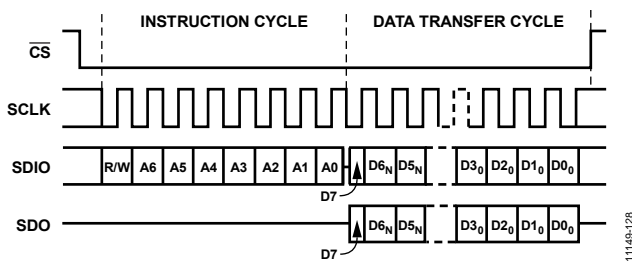 INSTRUCTION CYCLE DATA TRANSFER CYCLE
CS
SCLK
SDIO R/W A6 A5 A4 A3 A2 A1 A0 D6N D5N D30 D20 D10 D00
D7
SDO D6N D5N D30 D20 D10 D00
D7
11149-128